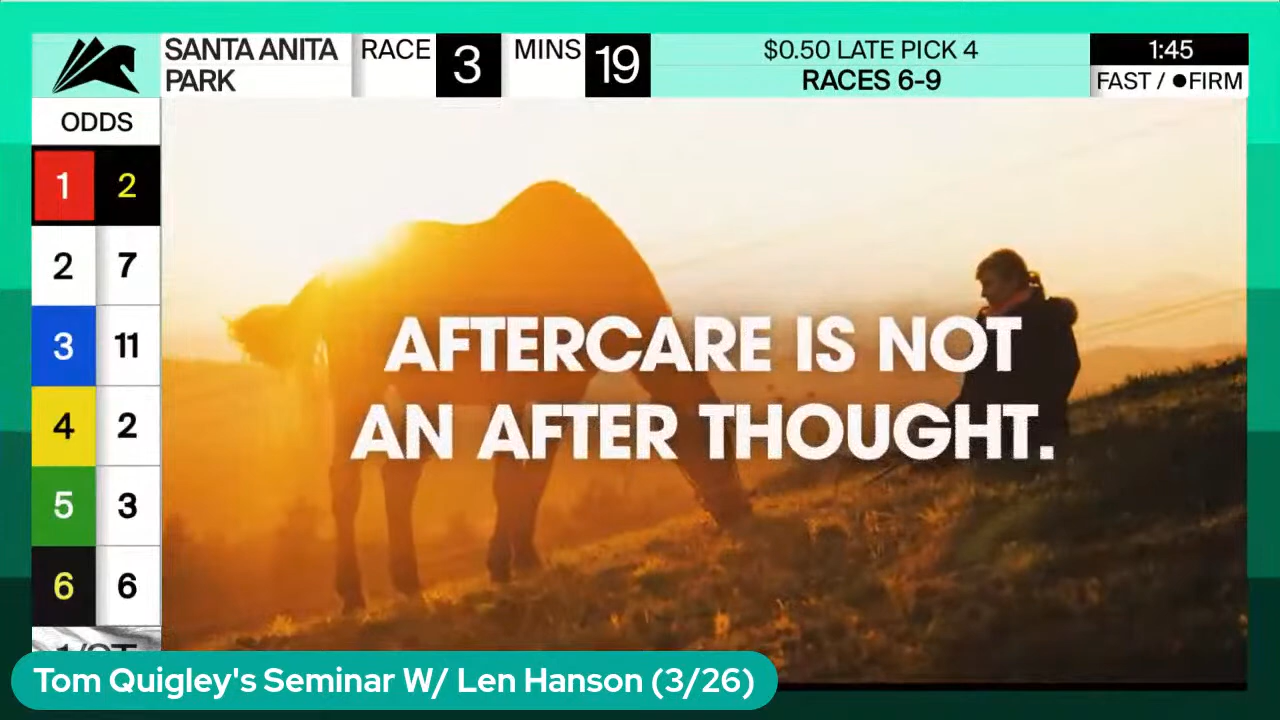 SANTA ANITA
PARK
RACE
3
MINS
19
$0.50 LATE PICK 4
RACES 6-9
1:45
FAST / ●FIRM
ODDS
1 2
2 7
3 11
4 2
5 3
6 6
AFTERCARE IS NOT
AN AFTER THOUGHT.
Tom Quigley's Seminar W/ Len Hanson (3/26)